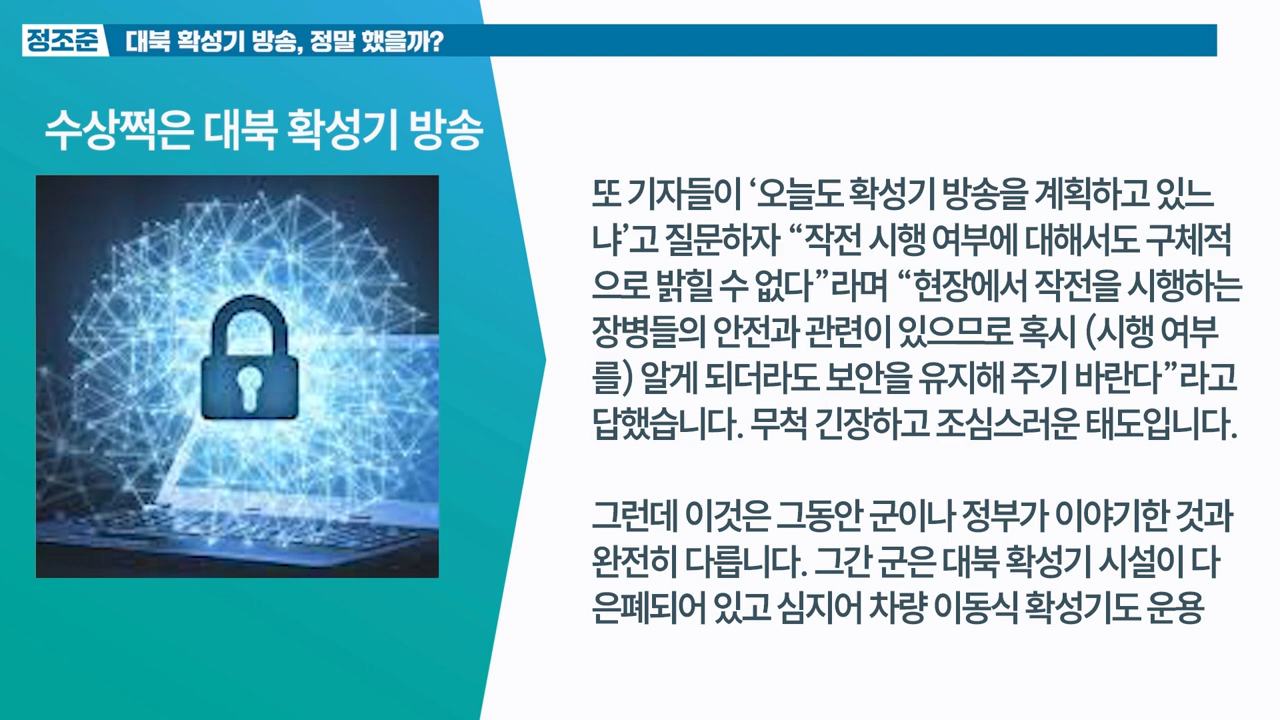 정조준 대북 확성기 방송, 정말 했을까?
수상쩍은 대북 확성기 방송
또 기자들이 ‘오늘도 확성기 방송을 계획하고 있느
냐’고 질문하자 “작전 시행 여부에 대해서도 구체적
으로 밝힐 수 없다”라며 “현장에서 작전을 시행하는
장병들의 안전과 관련이 있으므로 혹시 (시행 여부
를) 알게 되더라도 보안을 유지해 주기 바란다”라고
답했습니다. 무척 긴장하고 조심스러운 태도입니다.
그런데 이것은 그동안 군이나 정부가 이야기한 것과
완전히 다릅니다. 그간 군은 대북 확성기 시설이 다
은폐되어 있고 심지어 차량 이동식 확성기도 운용